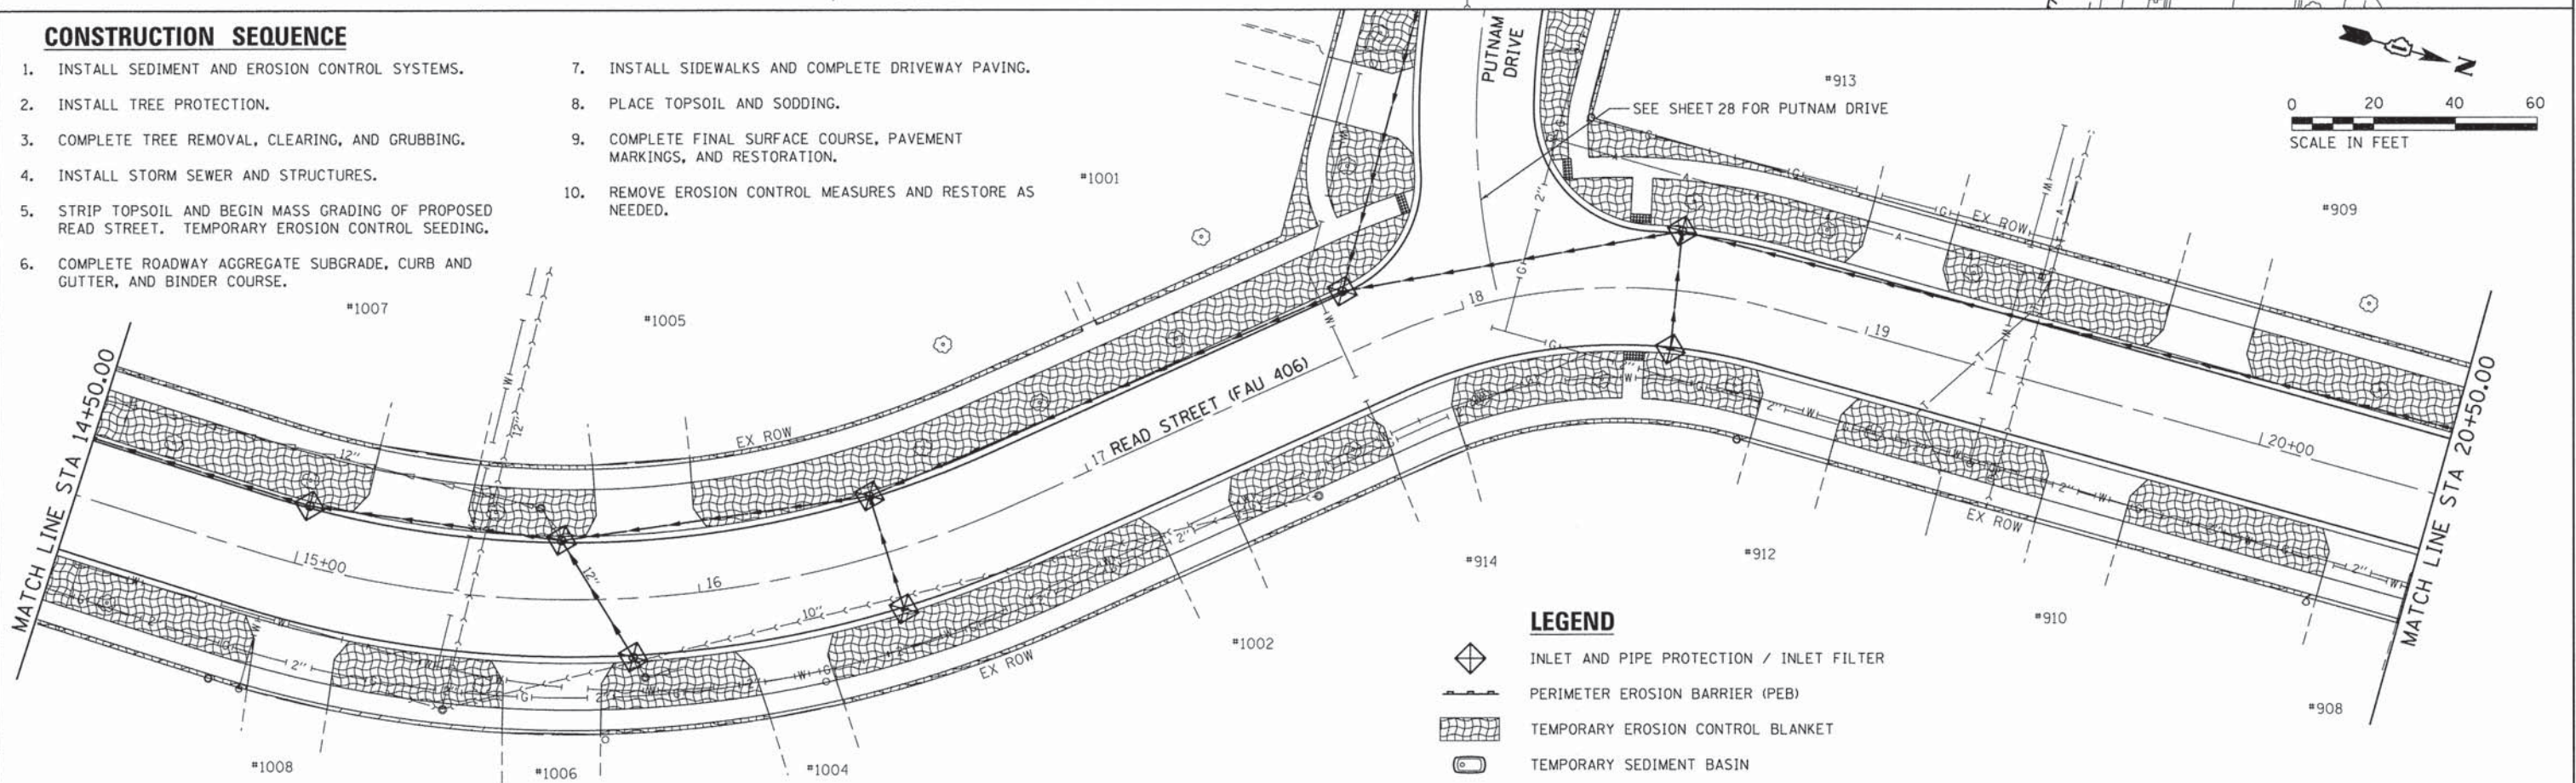 CONSTRUCTION SEQUENCE
1. INSTALL SEDIMENT AND EROSION CONTROL SYSTEMS.
2. INSTALL TREE PROTECTION.
3. COMPLETE TREE REMOVAL, CLEARING, AND GRUBBING.
4. INSTALL STORM SEWER AND STRUCTURES.
5. STRIP TOPSOIL AND BEGIN MASS GRADING OF PROPOSED
READ STREET. TEMPORARY EROSION CONTROL SEEDING.
6. COMPLETE ROADWAY AGGREGATE SUBGRADE, CURB AND
GUTTER, AND BINDER COURSE.
7. INSTALL SIDEWALKS AND COMPLETE DRIVEWAY PAVING.
8. PLACE TOPSOIL AND SODDING.
9. COMPLETE FINAL SURFACE COURSE, PAVEMENT
MARKINGS, AND RESTORATION.
10. REMOVE EROSION CONTROL MEASURES AND RESTORE AS
NEEDED.
PUTNAM
DRIVE
SEE SHEET 28 FOR PUTNAM DRIVE
N
0 20 40 60
SCALE IN FEET
#913
#909
#1001
#1005
#1007
EX ROW
EX ROW
EX ROW
EX ROW
MATCH LINE STA 14+50.00
MATCH LINE STA 20+50.00
READ STREET (FAU 406)
15+00
16
17
18
19
20+00
12"
12"
12"
10"
2"
#1008
#1006
#1004
#1002
#914
#912
#910
#908
LEGEND
INLET AND PIPE PROTECTION / INLET FILTER
PERIMETER EROSION BARRIER (PEB)
TEMPORARY EROSION CONTROL BLANKET
TEMPORARY SEDIMENT BASIN